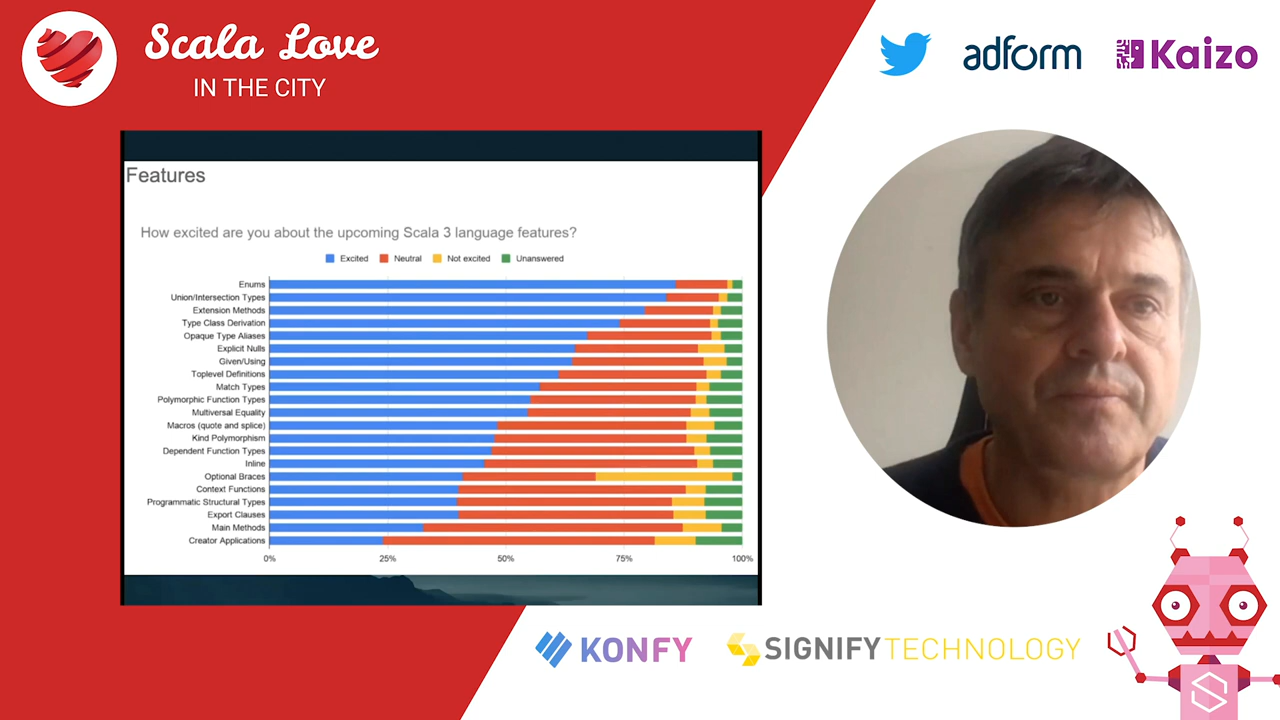 Scala Love
IN THE CITY
adform
Kaizo
Features
How excited are you about the upcoming Scala 3 language features?
Excited Neutral Not excited Unanswered
Enums
Union/Intersection Types
Extension Methods
Type Class Derivation
Opaque Type Aliases
Explicit Nulls
Given/Using
Toplevel Definitions
Match Types
Polymorphic Function Types
Multiversal Equality
Macros (quote and splice)
Kind Polymorphism
Dependent Function Types
Inline
Optional Braces
Context Functions
Programmatic Structural Types
Export Clauses
Main Methods
Creator Applications
0% 25% 50% 75% 100%
KONFY
SIGNIFYTECHNOLOGY